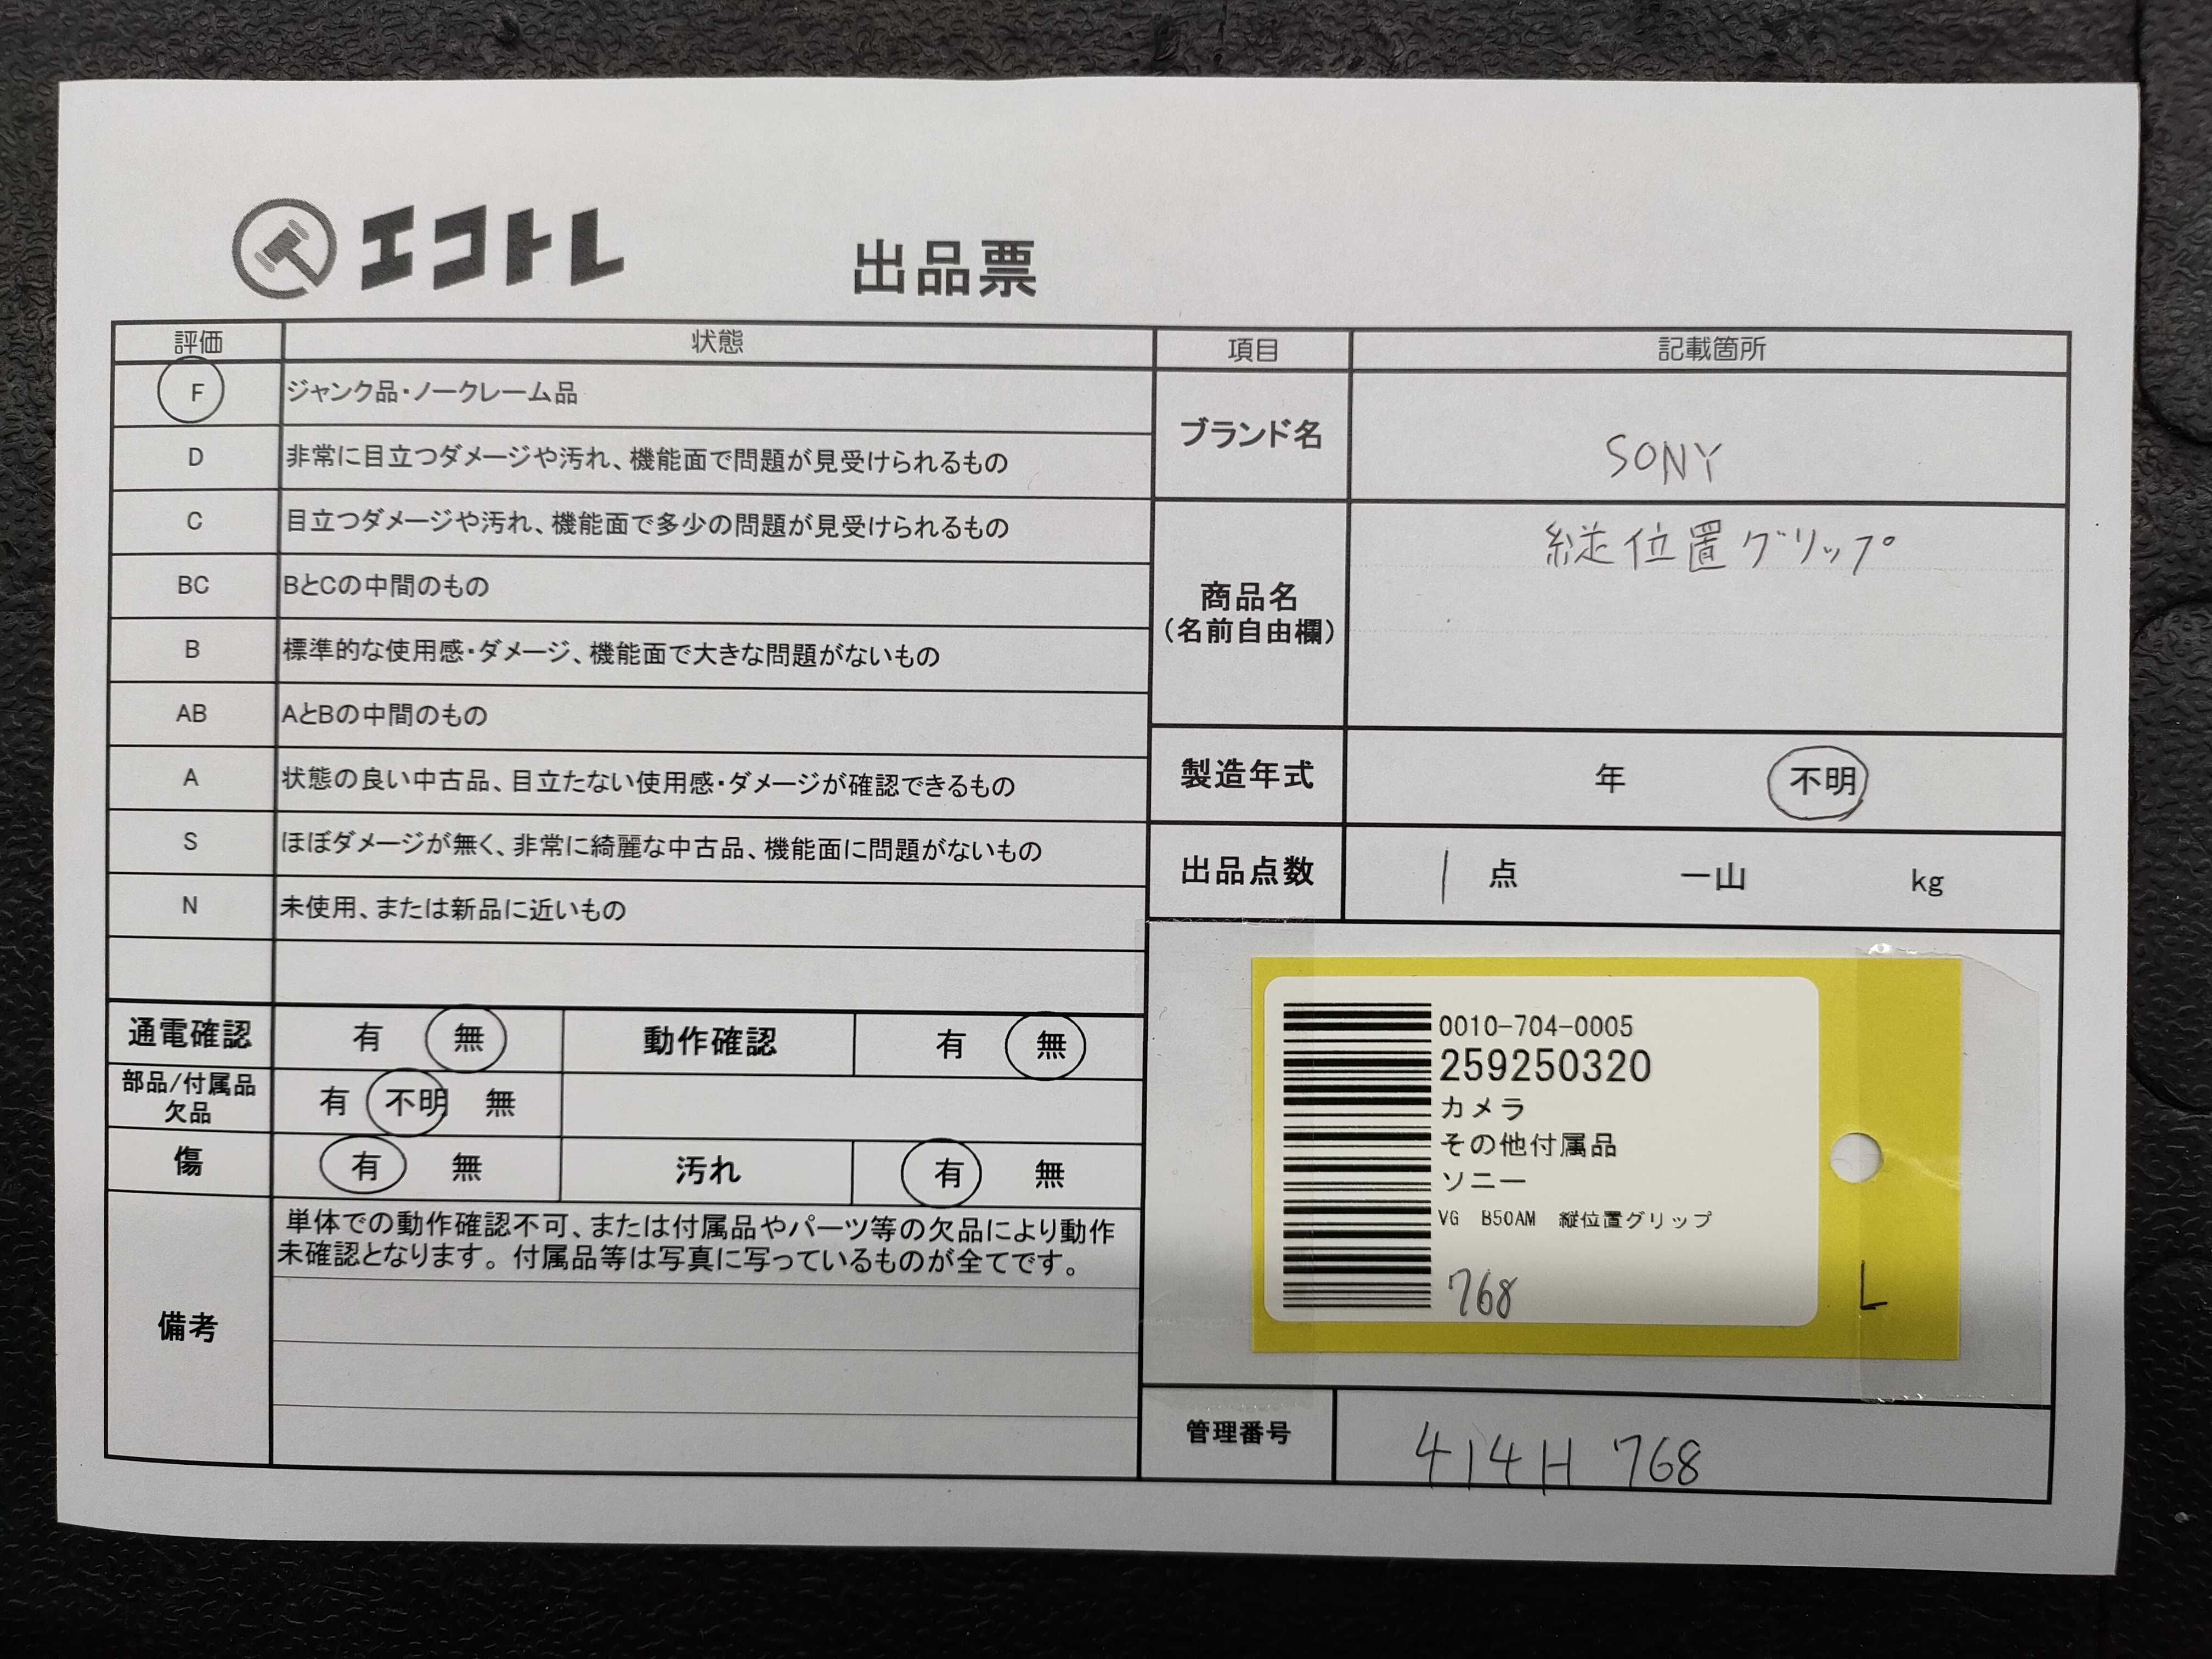 エコトレ
出品票
評価 状態
F ジャンク品・ノークレーム品
D 非常に目立つダメージや汚れ、機能面で問題が見受けられるもの
C 目立つダメージや汚れ、機能面で多少の問題が見受けられるもの
BC BとCの中間のもの
B 標準的な使用感・ダメージ、機能面で大きな問題がないもの
AB AとBの中間のもの
A 状態の良い中古品、目立たない使用感・ダメージが確認できるもの
S ほぼダメージが無く、非常に綺麗な中古品、機能面に問題がないもの
N 未使用、または新品に近いもの
通電確認 有 無 動作確認 有 無
部品/付属品
欠品
有 不明 無
傷 有 無 汚れ 有 無
備考
単体での動作確認不可、または付属品やパーツ等の欠品により動作
未確認となります。付属品等は写真に写っているものが全てです。
項目 記載箇所
ブランド名 SONY
商品名
(名前自由欄)
縦位置グリップ
製造年式 年 不明
出品点数 1 点 一山 kg
0010-704-0005
259250320
カメラ
その他付属品
ソニー
VG B50AM 縦位置グリップ
768
L
管理番号 414H 768